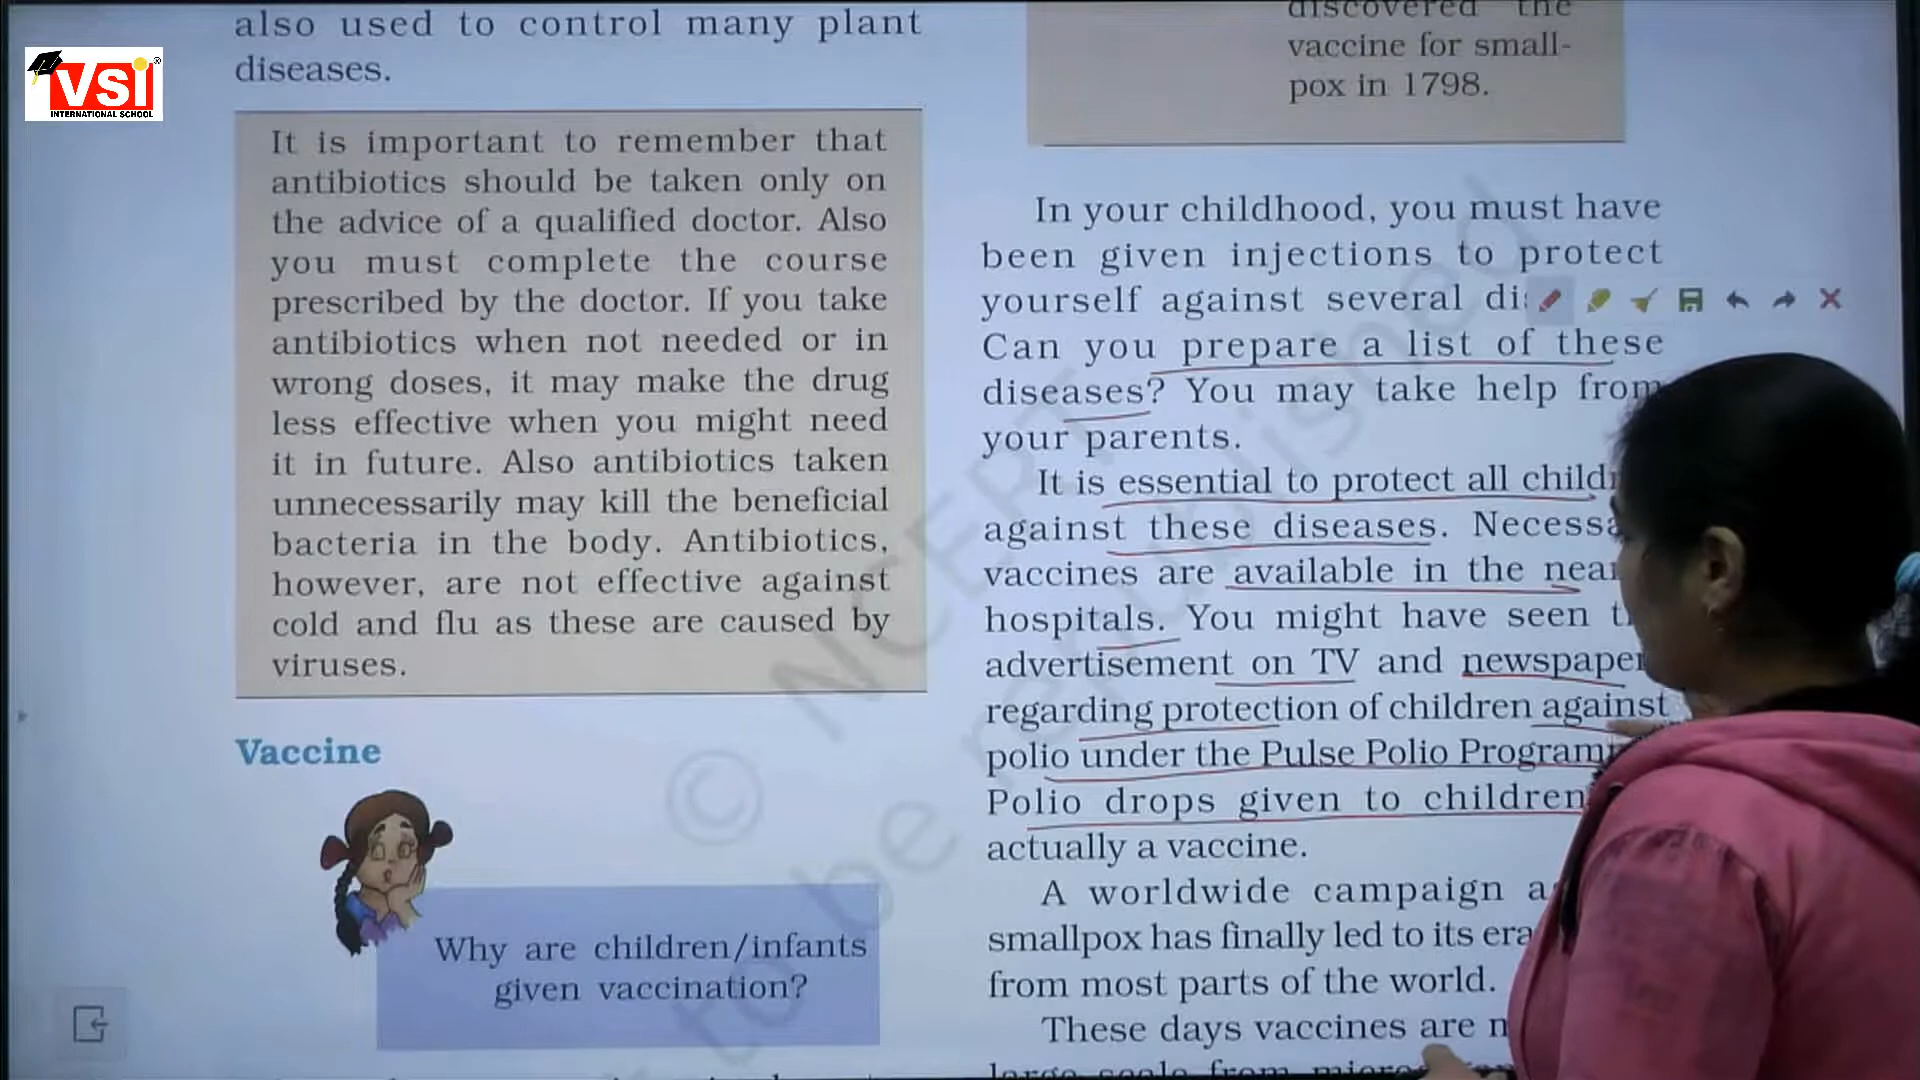 also used to control many plant
diseases.
VSI
INTERNATIONAL SCHOOL
It is important to remember that
antibiotics should be taken only on
the advice of a qualified doctor. Also
you must complete the course
prescribed by the doctor. If you take
antibiotics when not needed or in
wrong doses, it may make the drug
less effective when you might need
it in future. Also antibiotics taken
unnecessarily may kill the beneficial
bacteria in the body. Antibiotics,
however, are not effective against
cold and flu as these are caused by
viruses.
Vaccine
Why are children/infants
given vaccination?
discovered the
vaccine for small-
pox in 1798.
In your childhood, you must have
been given injections to protect
yourself against several
Can you prepare a list of these
diseases? You may take help from
your parents.
It is essential to protect all
against these diseases.
vaccines are available in the
hospitals. You might have seen
advertisement on TV and
regarding protection of children against
polio under the Pulse Polio
Polio drops given to children
actually a vaccine.
A worldwide campaign
smallpox has finally led to its
from most parts of the world.
These days vaccines are
large scale from
© NCERT
be republished